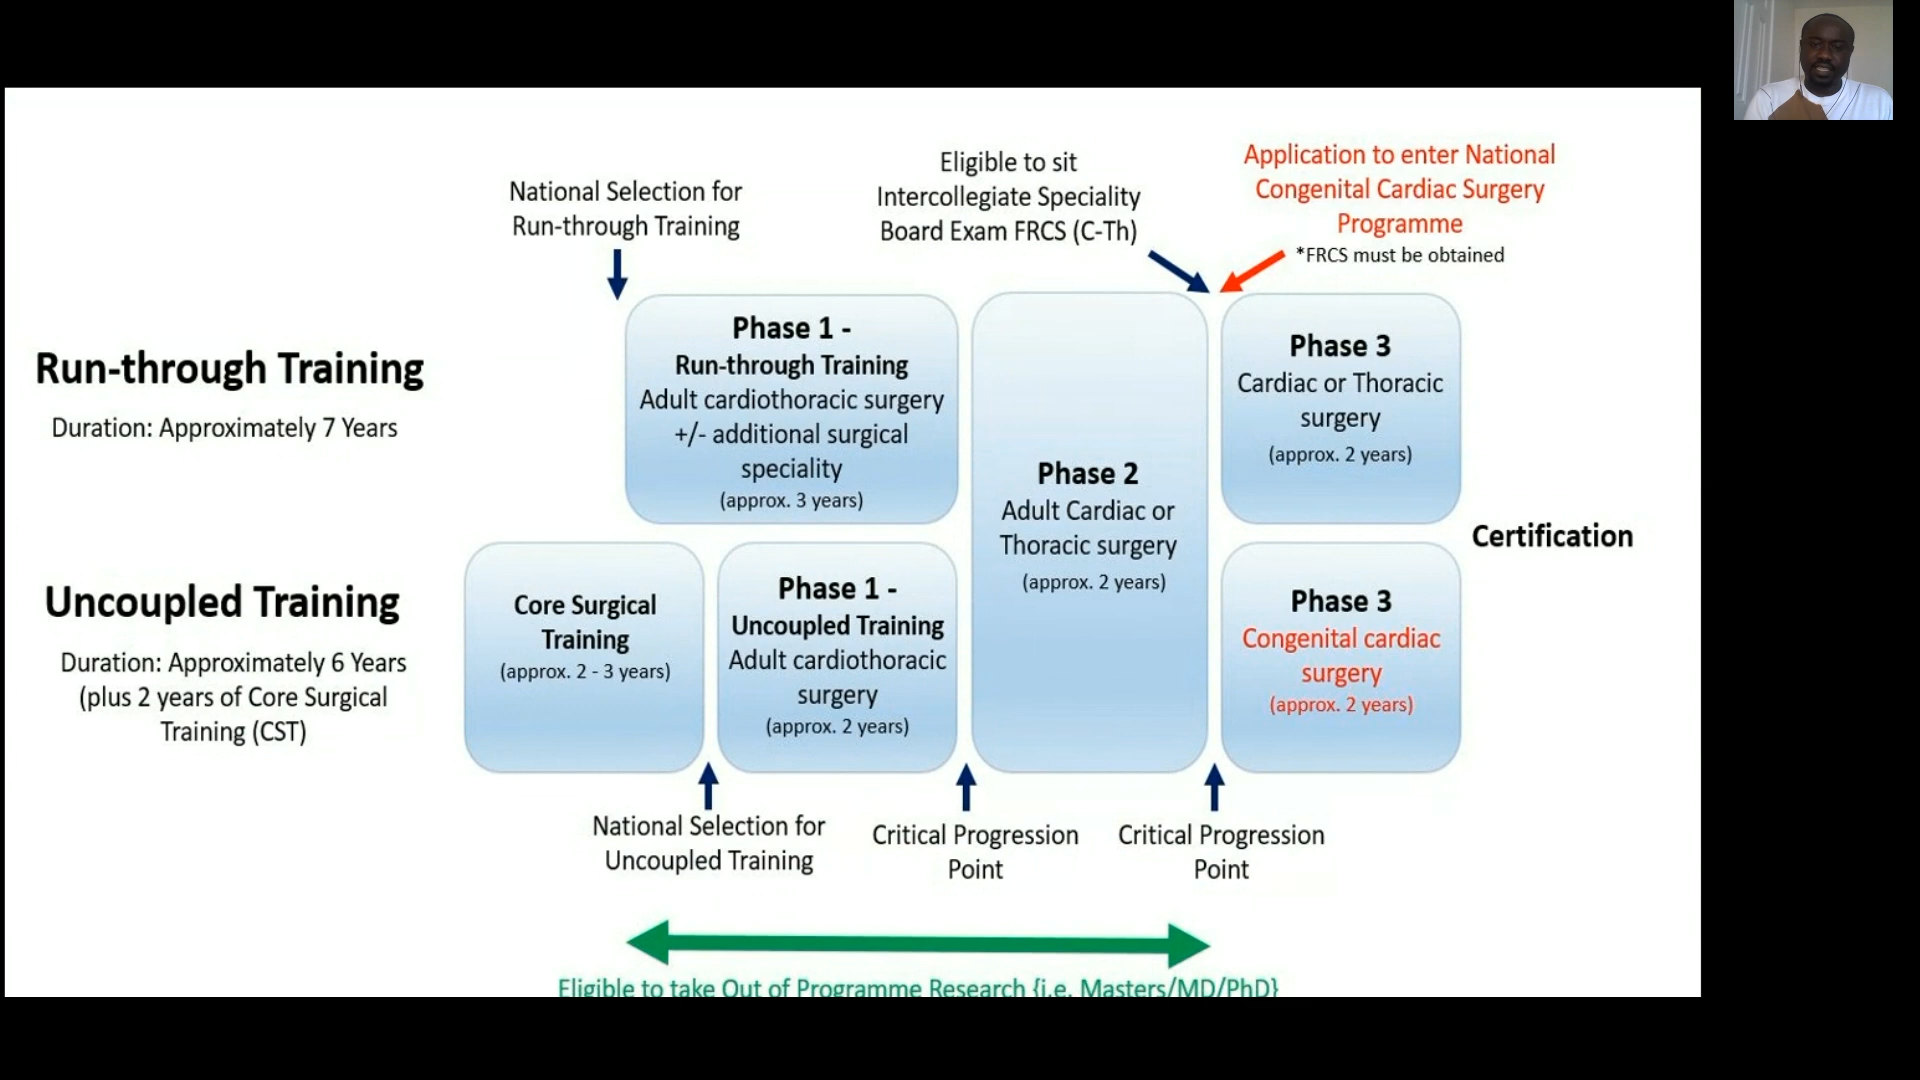 National Selection for
Run-through Training
Eligible to sit
Intercollegiate Speciality
Board Exam FRCS (C-Th)
Application to enter National
Congenital Cardiac Surgery
Programme
*FRCS must be obtained
Run-through Training
Duration: Approximately 7 Years
Phase 1 -
Run-through Training
Adult cardiothoracic surgery
+/- additional surgical
speciality
(approx. 3 years)
Phase 2
Adult Cardiac or
Thoracic surgery
(approx. 2 years)
Phase 3
Cardiac or Thoracic
surgery
(approx. 2 years)
Certification
Uncoupled Training
Duration: Approximately 6 Years
(plus 2 years of Core Surgical
Training (CST)
Core Surgical
Training
(approx. 2 - 3 years)
Phase 1 -
Uncoupled Training
Adult cardiothoracic
surgery
(approx. 2 years)
Phase 3
Congenital cardiac
surgery
(approx. 2 years)
National Selection for
Uncoupled Training
Critical Progression
Point
Critical Progression
Point
Eligible to take Out of Programme Research {i.e. Masters/MD/PhD}